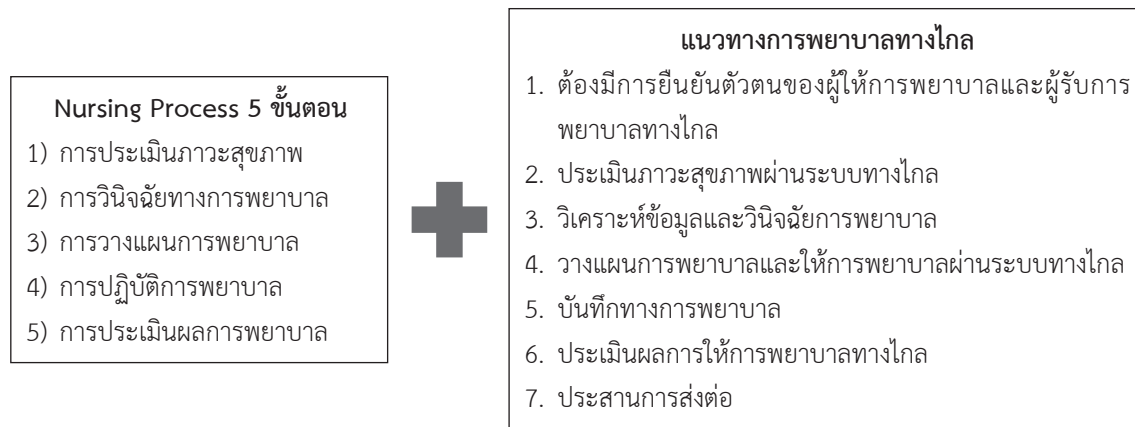 Nursing Process 5 ขั้นตอน
1) การประเมินภาวะสุขภาพ
2) การวินิจฉัยทางการพยาบาล
3) การวางแผนการพยาบาล
4) การปฏิบัติการพยาบาล
5) การประเมินผลการพยาบาล
แนวทางการพยาบาลทางไกล
1. ต้องมีการยืนยันตัวตนของผู้ให้การพยาบาลและผู้รับการ
พยาบาลทางไกล
2. ประเมินภาวะสุขภาพผ่านระบบทางไกล
3. วิเคราะห์ข้อมูลและวินิจฉัยการพยาบาล
4. วางแผนการพยาบาลและให้การพยาบาลผ่านระบบทางไกล
5. บันทึกทางการพยาบาล
6. ประเมินผลการให้การพยาบาลทางไกล
7. ประสานการส่งต่อ